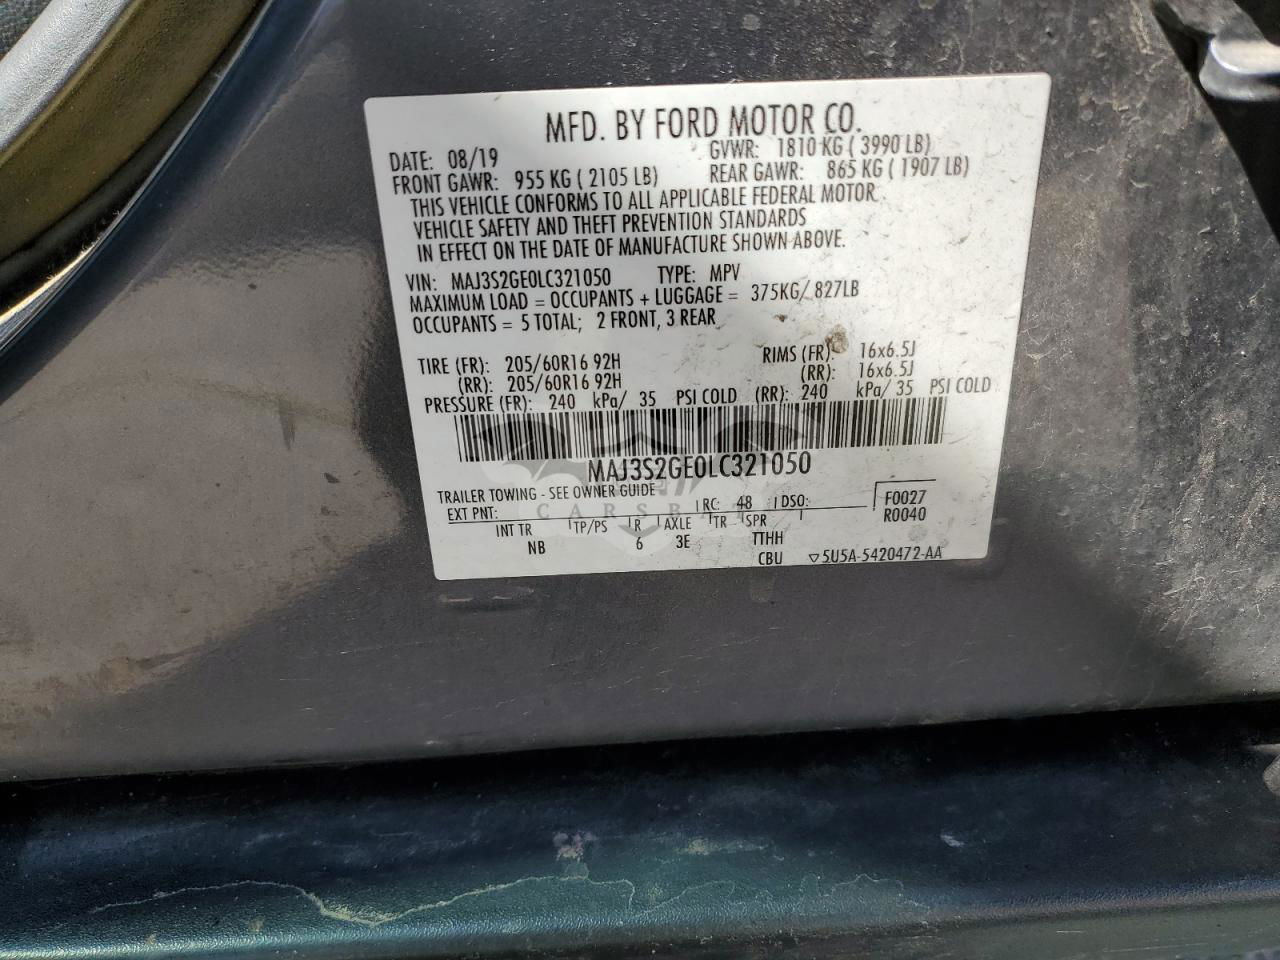 MFD. BY FORD MOTOR CO.
DATE: 08/19 GVWR: 1810 KG ( 3990 LB)
FRONT GAWR: 955 KG ( 2105 LB) REAR GAWR: 865 KG ( 1907 LB)
THIS VEHICLE CONFORMS TO ALL APPLICABLE FEDERAL MOTOR
VEHICLE SAFETY AND THEFT PREVENTION STANDARDS
IN EFFECT ON THE DATE OF MANUFACTURE SHOWN ABOVE.
VIN: MAJ3S2GE0LC321050 TYPE: MPV
MAXIMUM LOAD = OCCUPANTS + LUGGAGE = 375KG/ 827LB
OCCUPANTS = 5 TOTAL; 2 FRONT, 3 REAR
TIRE (FR): 205/60R16 92H RIMS (FR): 16x6.5J
(RR): 205/60R16 92H (RR): 16x6.5J
PRESSURE (FR): 240 kPa/ 35 PSI COLD (RR): 240 kPa/ 35 PSI COLD
MAJ3S2GE0LC321050
TRAILER TOWING - SEE OWNER GUIDE
EXT PNT: RC: 48 DSO: F0027
R0040
INT TR TP/PS R AXLE TR SPR
NB 6 3E TTHH
CBU ▽5U5A-5420472-AA